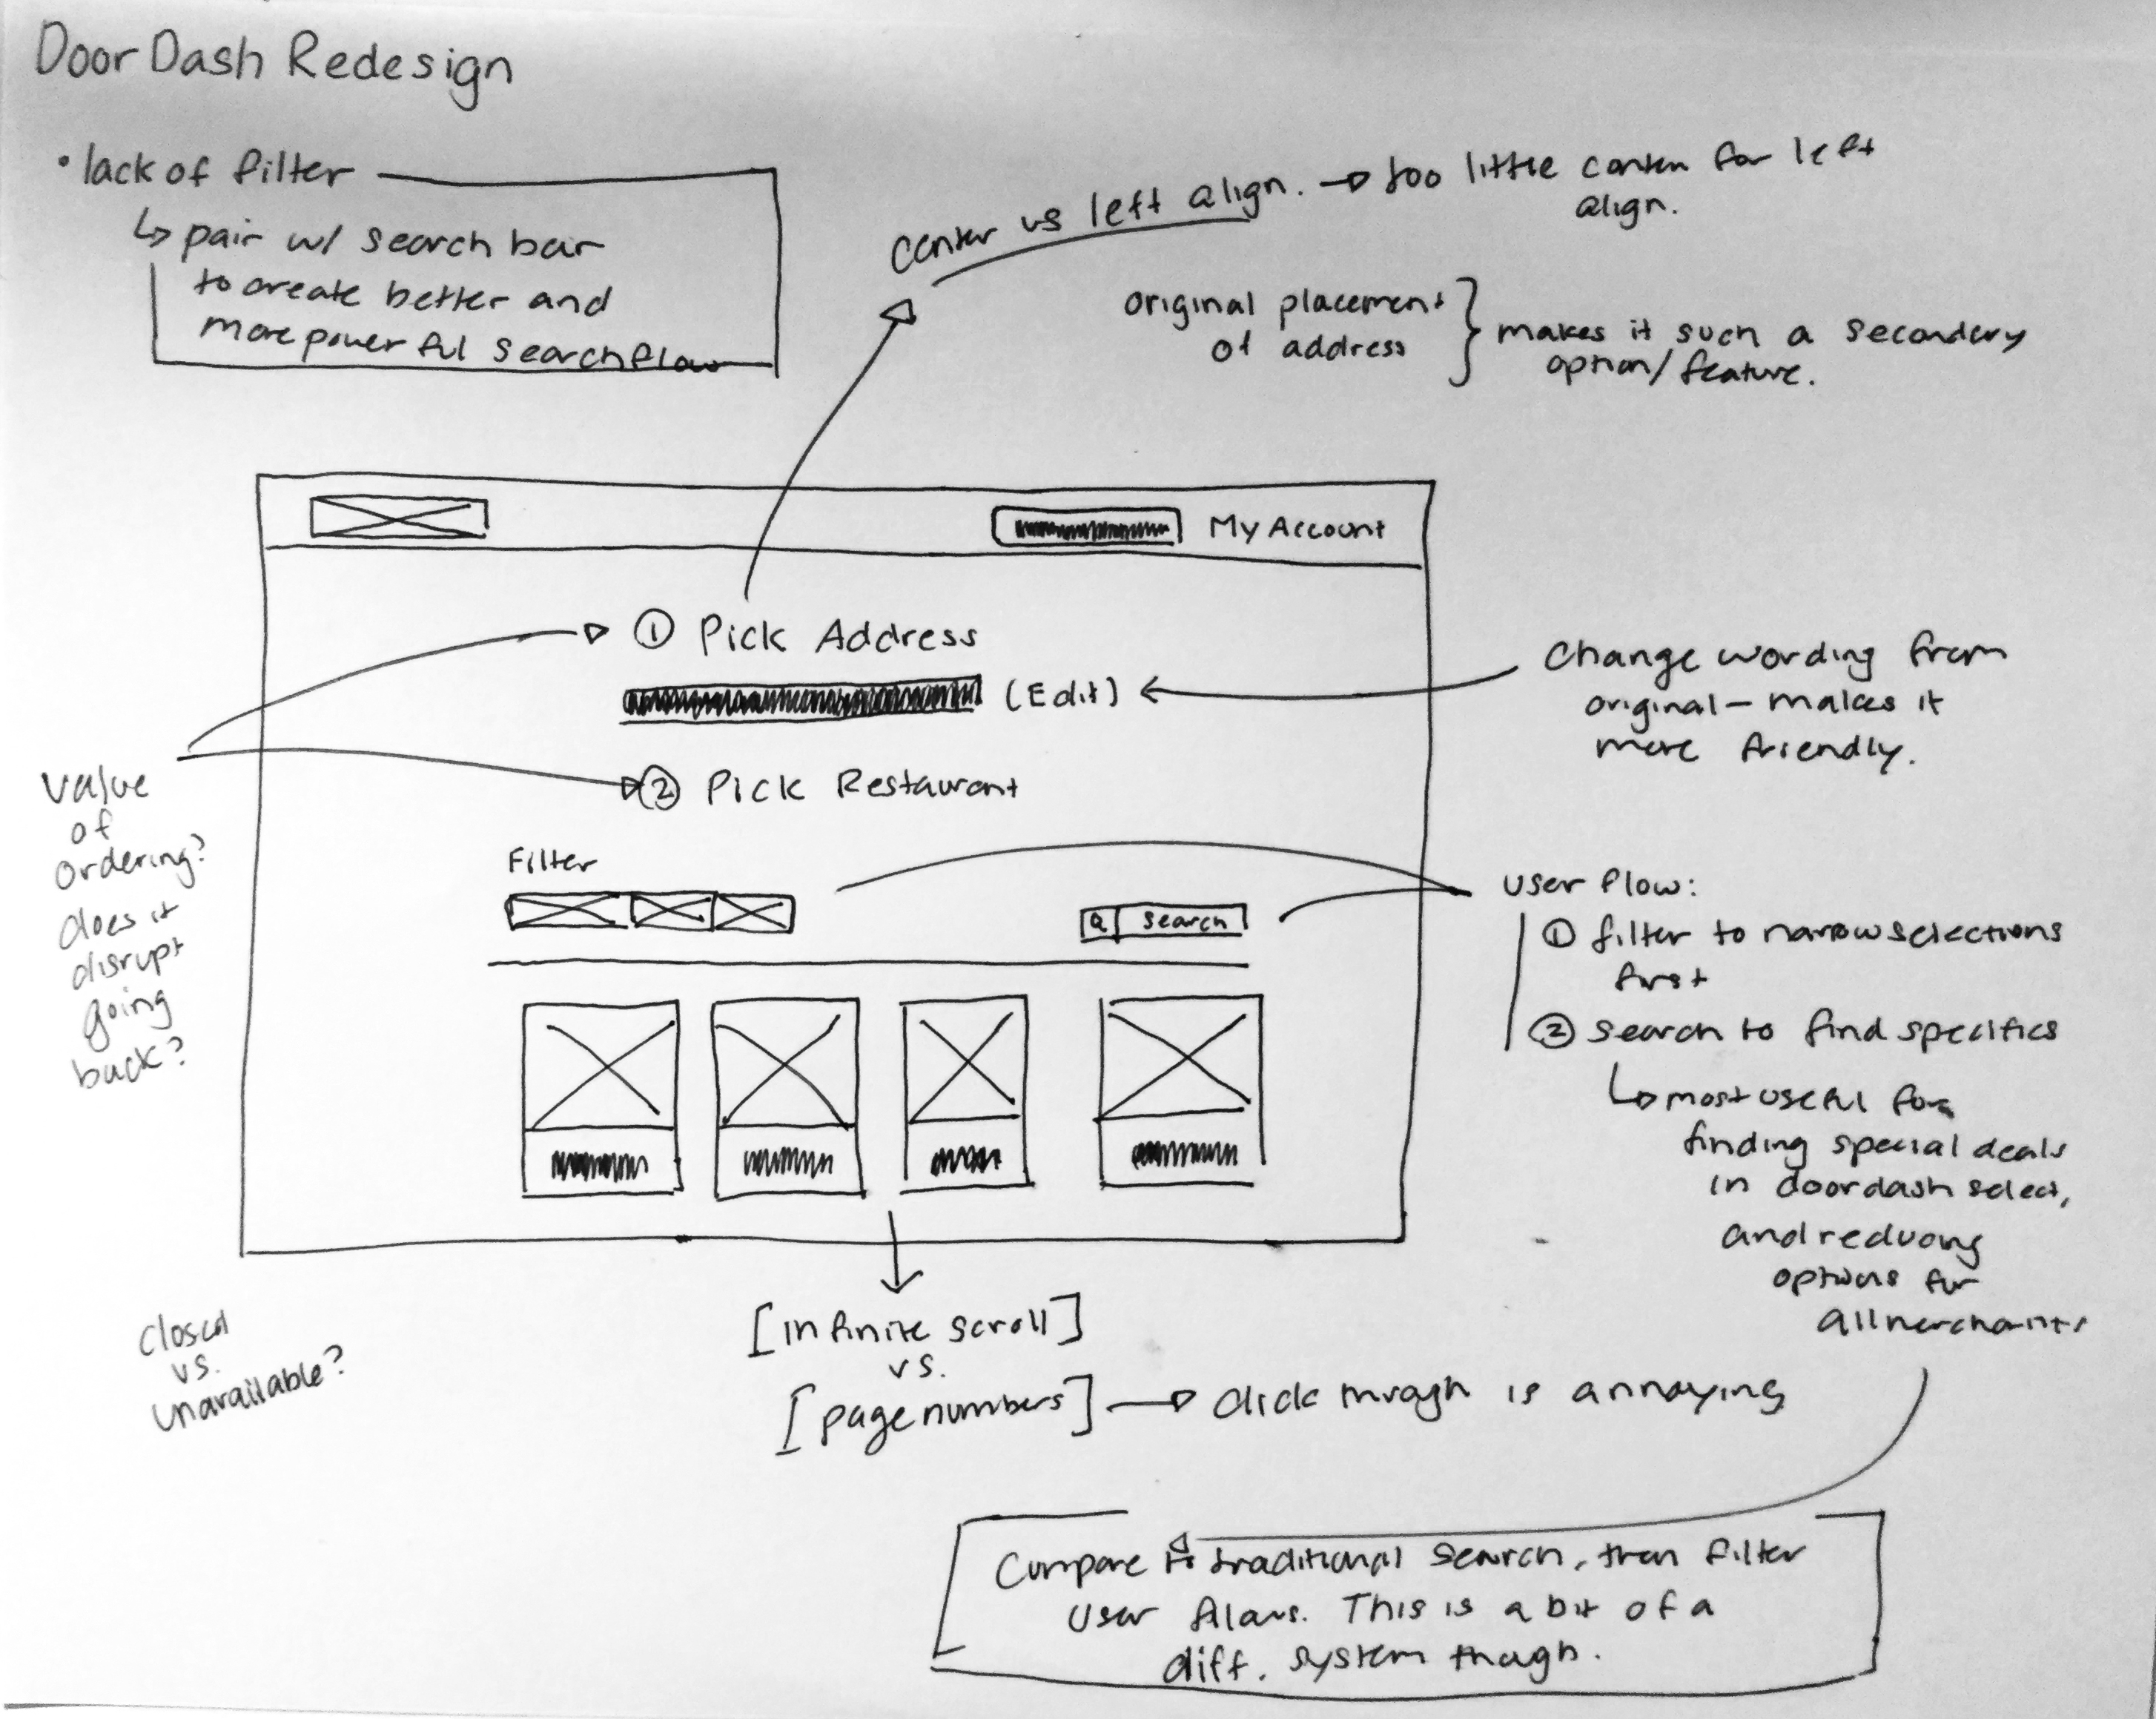 Door Dash Redesign
• lack of filter
↳ pair w/ search bar
to create better and
more powerful search flow
center vs left align. → too little conten for left
align.
original placement
of address
makes it such a secondary
option/feature.
My Account
① Pick Address
(Edit)
② Pick Restaurant
Filter
Search
Change wording from
original - makes it
more friendly.
value
of
ordering?
does it
disrupt
going
back?
user flow:
① filter to narrow selections
first
② search to find specifics
↳ most useful for
finding special deals
in doordash select,
and reducing
options for
all merchants
closed
vs.
unavailable?
[infinite scroll]
vs.
[page numbers] → click through is annoying
Compare to traditional search, then filter
user flows. This is a bit of a
diff. system though.